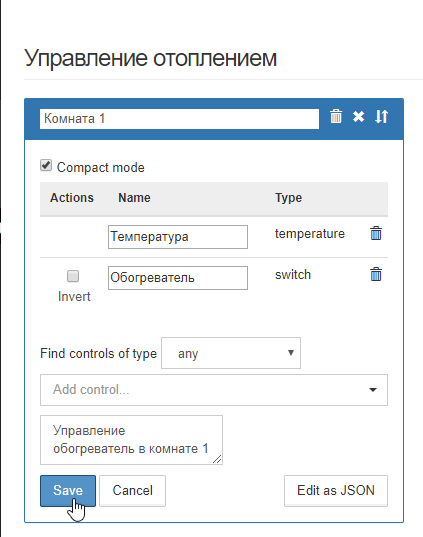 Управление отоплением
Комната 1
Compact mode
Actions Name Type
Температура temperature
Обогреватель switch
Invert
Find controls of type any
Add control...
Управление
обогреватель в комнате 1
Save Cancel Edit as JSON